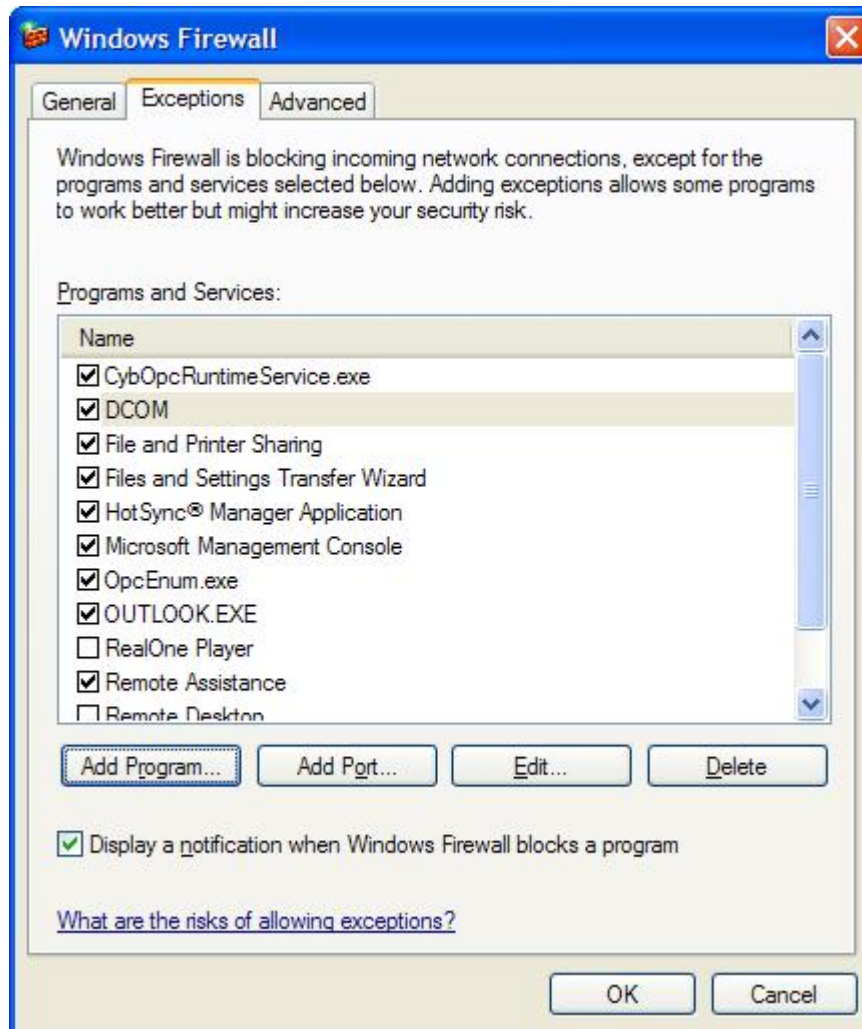 Windows Firewall
General Exceptions Advanced
Windows Firewall is blocking incoming network connections, except for the
programs and services selected below. Adding exceptions allows some programs
to work better but might increase your security risk.
Programs and Services:
Name
CybOpcRuntimeService.exe
DCOM
File and Printer Sharing
Files and Settings Transfer Wizard
HotSync® Manager Application
Microsoft Management Console
OpcEnum.exe
OUTLOOK.EXE
RealOne Player
Remote Assistance
Remote Desktop
Add Program... Add Port... Edit... Delete
Display a notification when Windows Firewall blocks a program
What are the risks of allowing exceptions?
OK Cancel